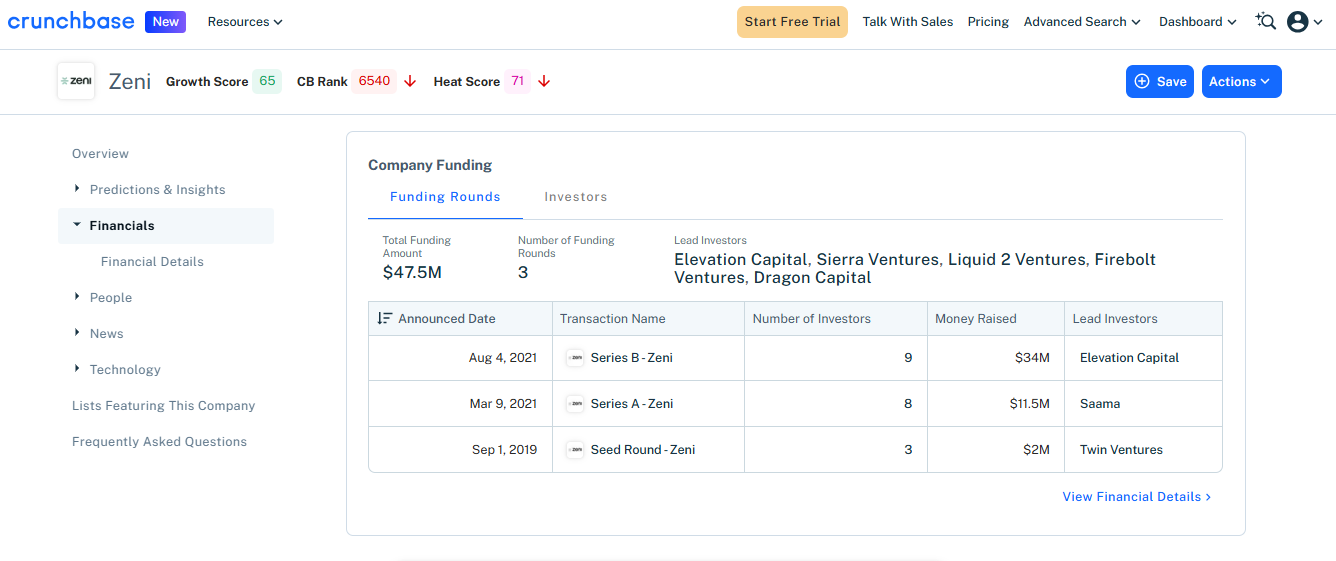 crunchbase New Resources Start Free Trial Talk With Sales Pricing Advanced Search Dashboard
zeni Zeni Growth Score 65 CB Rank 6540 Heat Score 71 Save Actions
Overview
Predictions & Insights
Financials
Financial Details
People
News
Technology
Lists Featuring This Company
Frequently Asked Questions
Company Funding
Funding Rounds Investors
Total Funding
Amount
$47.5M
Number of Funding
Rounds
3
Lead Investors
Elevation Capital, Sierra Ventures, Liquid 2 Ventures, Firebolt
Ventures, Dragon Capital
Announced Date Transaction Name Number of Investors Money Raised Lead Investors
Aug 4, 2021 zeni Series B - Zeni 9 $34M Elevation Capital
Mar 9, 2021 zeni Series A - Zeni 8 $11.5M Saama
Sep 1, 2019 zeni Seed Round - Zeni 3 $2M Twin Ventures
View Financial Details